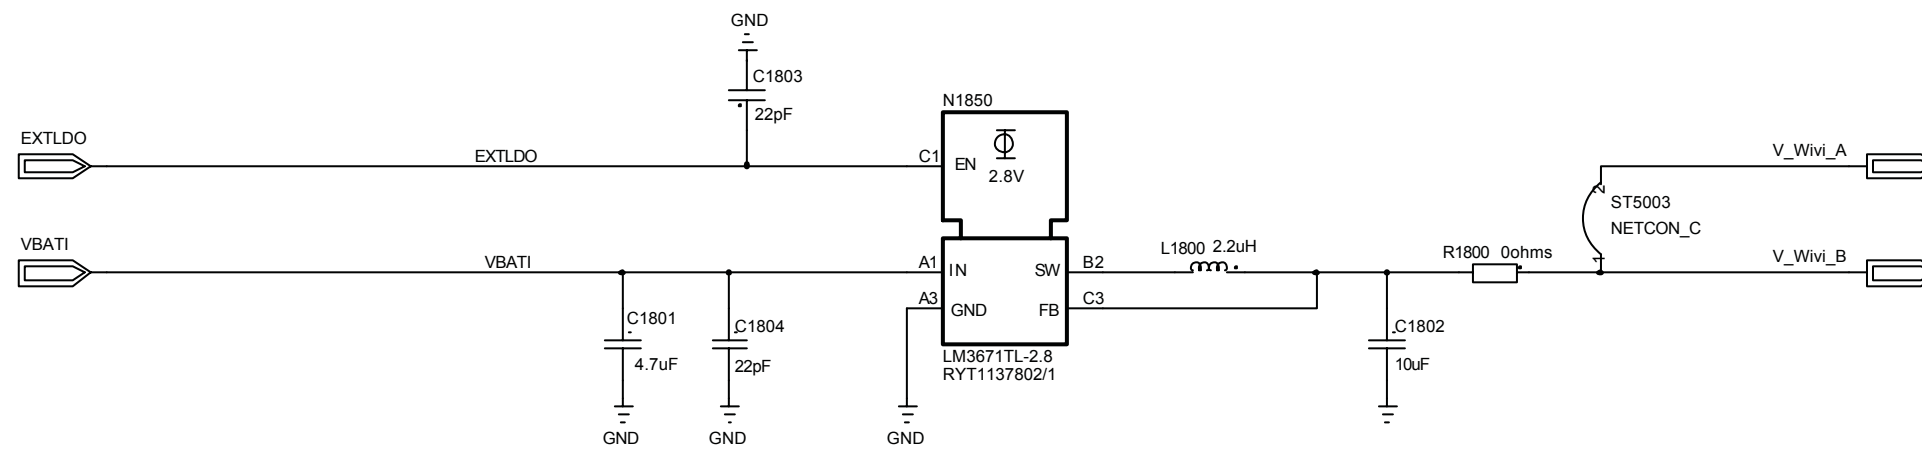 GND
C1803
22pF
N1850
EXTLDO
EXTLDO
C1
EN
2.8V
V_Wivi_A
2
ST5003
NETCON_C
1
VBATI
VBATI
A1
IN
SW
B2
L1800 2.2uH
R1800 0ohms
V_Wivi_B
A3
GND
FB
C3
C1801
4.7uF
C1804
22pF
C1802
10uF
LM3671TL-2.8
RYT1137802/1
GND
GND
GND